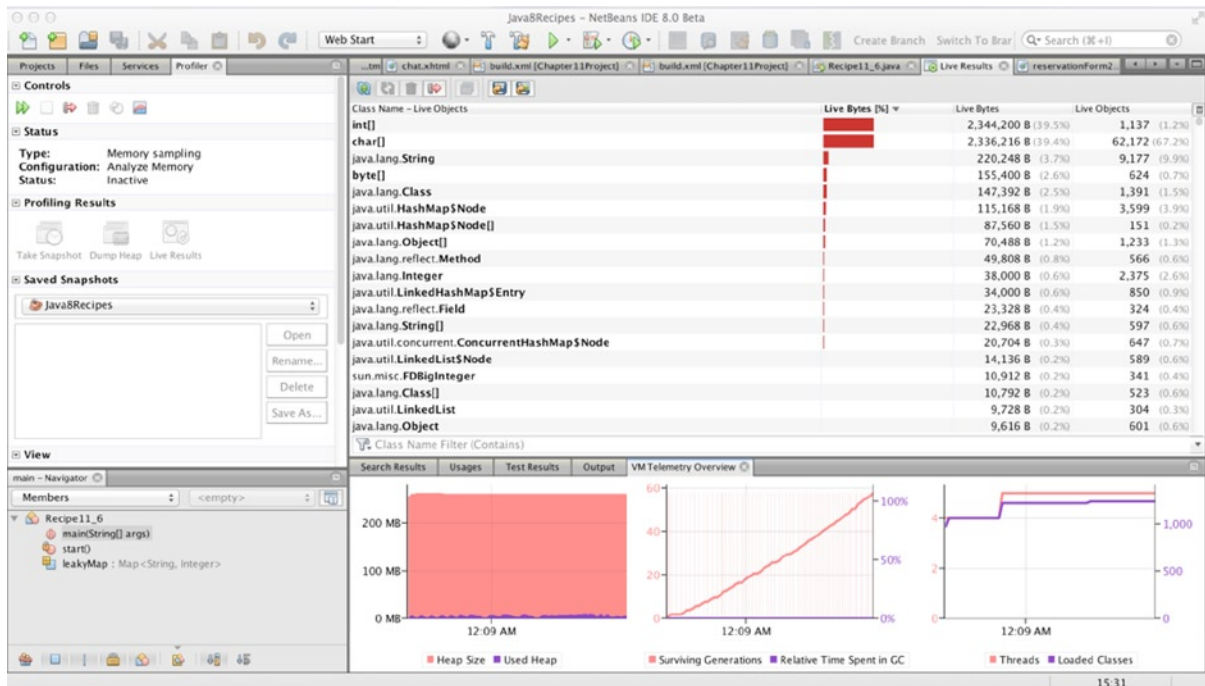 Java8Recipes – NetBeans IDE 8.0 Beta
Web Start
Create Branch Switch To Brar
Search (⌘+I)
Projects Files Services Profiler
...tm chat.xhtml build.xml [Chapter11Project] build.xml [Chapter11Project] Recipe11_6.java Live Results reservationForm2...
Controls
Status
Type: Memory sampling
Configuration: Analyze Memory
Status: Inactive
Profiling Results
Take Snapshot Dump Heap Live Results
Saved Snapshots
Java8Recipes
Open
Rename...
Delete
Save As...
View
Class Name – Live Objects Live Bytes [%] Live Bytes Live Objects
int[] 2,344,200 B (39.5%) 1,137 (1.2%)
char[] 2,336,216 B (39.4%) 62,172 (67.2%)
java.lang.String 220,248 B (3.7%) 9,177 (9.9%)
byte[] 155,400 B (2.6%) 624 (0.7%)
java.lang.Class 147,392 B (2.5%) 1,391 (1.5%)
java.util.HashMap$Node 115,168 B (1.9%) 3,599 (3.9%)
java.util.HashMap$Node[] 87,560 B (1.5%) 151 (0.2%)
java.lang.Object[] 70,488 B (1.2%) 1,233 (1.3%)
java.lang.reflect.Method 49,808 B (0.8%) 566 (0.6%)
java.lang.Integer 38,000 B (0.6%) 2,375 (2.6%)
java.util.LinkedHashMap$Entry 34,000 B (0.6%) 850 (0.9%)
java.lang.reflect.Field 23,328 B (0.4%) 324 (0.4%)
java.lang.String[] 22,968 B (0.4%) 597 (0.6%)
java.util.concurrent.ConcurrentHashMap$Node 20,704 B (0.3%) 647 (0.7%)
java.util.LinkedList$Node 14,136 B (0.2%) 589 (0.6%)
sun.misc.FDBigInteger 10,912 B (0.2%) 341 (0.4%)
java.lang.Class[] 10,792 B (0.2%) 523 (0.6%)
java.util.LinkedList 9,728 B (0.2%) 304 (0.3%)
java.lang.Object 9,616 B (0.2%) 601 (0.6%)
Class Name Filter (Contains)
main – Navigator
Members <empty>
Recipe11_6
main(String[] args)
start()
leakyMap : Map<String, Integer>
Search Results Usages Test Results Output VM Telemetry Overview
200 MB
100 MB
0 MB
12:09 AM
Heap Size Used Heap
60
40
20
0
100%
50%
0%
12:09 AM
Surviving Generations Relative Time Spent in GC
4
2
0
1,000
500
0
12:09 AM
Threads Loaded Classes
15:31